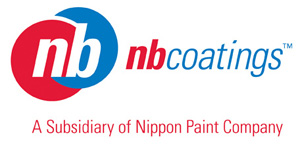 nb nbcoatings™
A Subsidiary of Nippon Paint Company